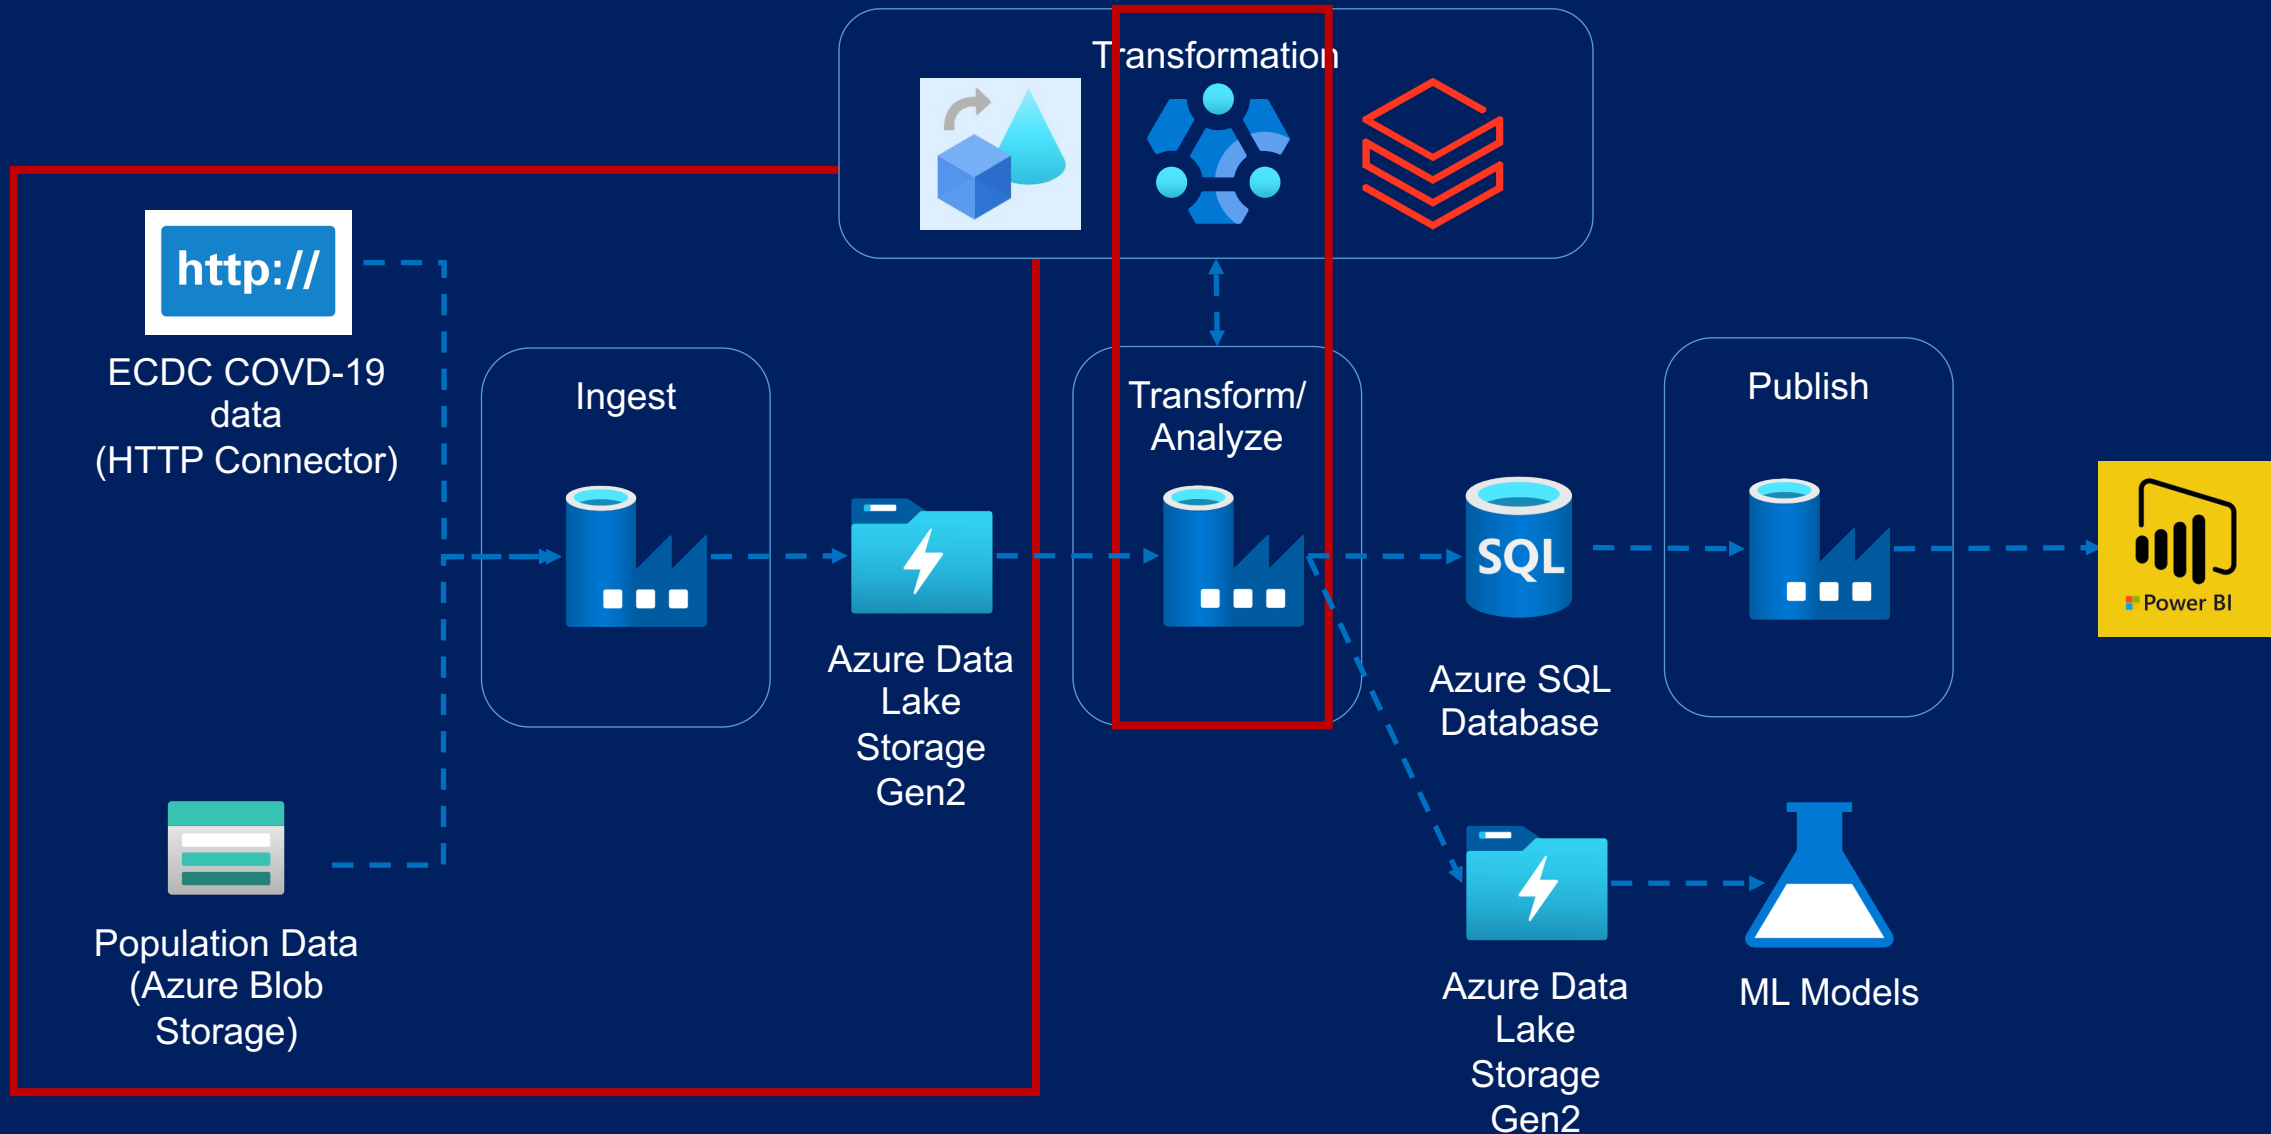 Transformation
http://
ECDC COVD-19
data
(HTTP Connector)
Ingest
Transform/
Analyze
Publish
SQL
Power BI
Azure Data
Lake
Storage
Gen2
Azure SQL
Database
Population Data
(Azure Blob
Storage)
Azure Data
Lake
Storage
Gen2
ML Models